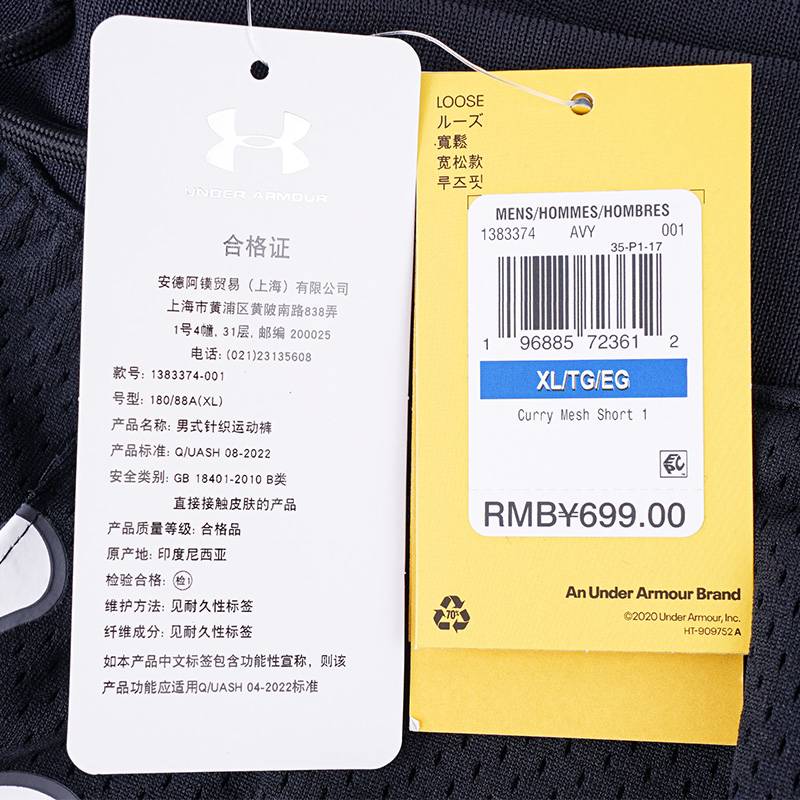 UNDER ARMOUR
合格证
安德阿镆贸易（上海）有限公司
上海市黄浦区黄陂南路838弄
1号4幢, 31层, 邮编 200025
电话: (021)23135608
款号: 1383374-001
号型: 180/88A(XL)
产品名称: 男式针织运动裤
产品标准: Q/UASH 08-2022
安全类别: GB 18401-2010 B类
直接接触皮肤的产品
产品质量等级: 合格品
原产地: 印度尼西亚
检验合格: 检1
维护方法: 见耐久性标签
纤维成分: 见耐久性标签
如本产品中文标签包含功能性宣称，则该
产品功能应适用Q/UASH 04-2022标准
LOOSE
ルーズ
寬鬆
宽松款
루즈핏
MENS/HOMMES/HOMBRES
1383374 AVY 001
35-P1-17
1 96885 72361 2
XL/TG/EG
Curry Mesh Short 1
EPC
RMB¥699.00
An Under Armour Brand
©2020 Under Armour, Inc.
HT-909752 A
70%